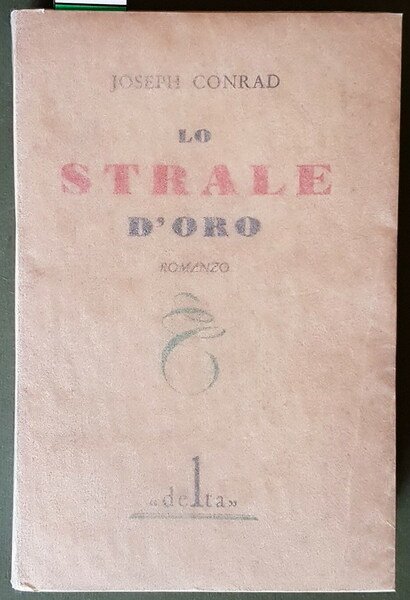 JOSEPH CONRAD
LO
STRALE
D'ORO
ROMANZO
«delta»